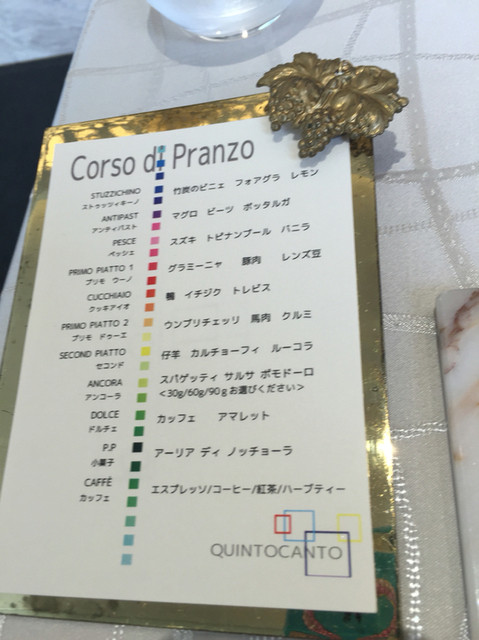 Corso di Pranzo
STUZZICHINO 竹炭のビニェ フォアグラ レモン
ストゥッツィキーノ
ANTIPAST マグロ ビーツ ボッタルガ
アンティパスト
PESCE スズキ トピナンブール バニラ
ペッシェ
PRIMO PIATTO 1 グラミーニャ 豚肉 レンズ豆
プリモ ウーノ
CUCCHIAIO 鴨 イチジク トレビス
クッキアイオ
PRIMO PIATTO 2 ウンブリチェッリ 馬肉 クルミ
プリモ ドゥーエ
SECOND PIATTO 仔羊 カルチョーフィ ルーコラ
セコンド
ANCORA スパゲッティ サルサ ポモドーロ
アンコーラ <30g/60g/90gお選びください>
DOLCE カッフェ アマレット
ドルチェ
P.P アーリア ディ ノッチョーラ
小菓子
CAFFÈ エスプレッソ/コーヒー/紅茶/ハーブティー
カッフェ
QUINTOCANTO